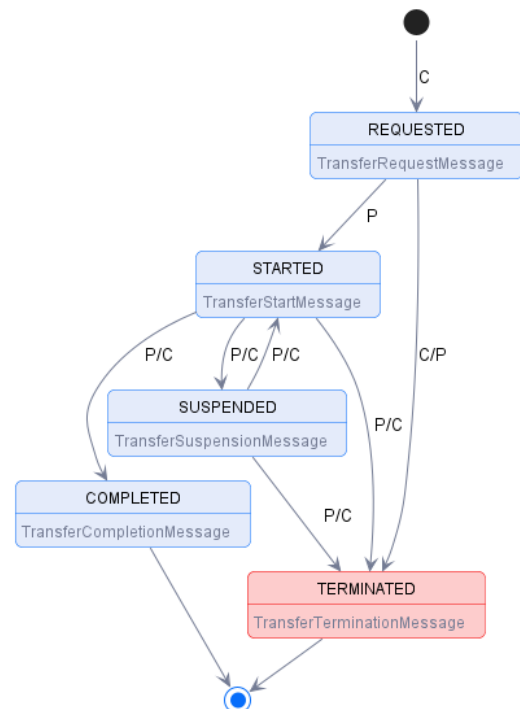 C
REQUESTED
TransferRequestMessage
P
STARTED
TransferStartMessage
P/C
P/C
P/C
C/P
SUSPENDED
TransferSuspensionMessage
P/C
COMPLETED
TransferCompletionMessage
P/C
TERMINATED
TransferTerminationMessage